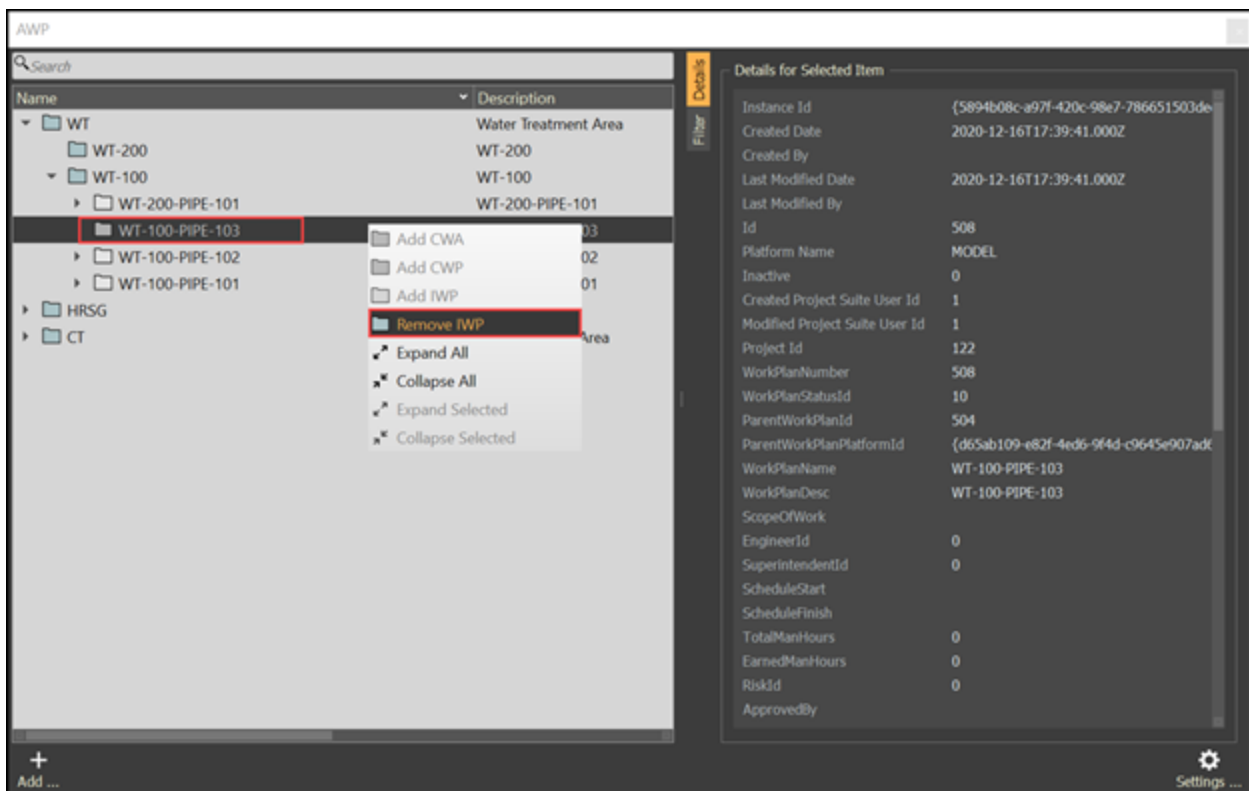 AWP
Search
Name Description
WT Water Treatment Area
WT-200 WT-200
WT-100 WT-100
WT-200-PIPE-101 WT-200-PIPE-101
WT-100-PIPE-103 03
WT-100-PIPE-102 02
WT-100-PIPE-101 01
HRSG
CT Area
Add CWA
Add CWP
Add IWP
Remove IWP
Expand All
Collapse All
Expand Selected
Collapse Selected
Details
Filter
Details for Selected Item
Instance Id {5894b08c-a97f-420c-98e7-786651503de
Created Date 2020-12-16T17:39:41.000Z
Created By
Last Modified Date 2020-12-16T17:39:41.000Z
Last Modified By
Id 508
Platform Name MODEL
Inactive 0
Created Project Suite User Id 1
Modified Project Suite User Id 1
Project Id 122
WorkPlanNumber 508
WorkPlanStatusId 10
ParentWorkPlanId 504
ParentWorkPlanPlatformId {d65ab109-e82f-4ed6-9f4d-c9645e907ad6
WorkPlanName WT-100-PIPE-103
WorkPlanDesc WT-100-PIPE-103
ScopeOfWork
EngineerId 0
SuperintendentId 0
ScheduleStart
ScheduleFinish
TotalManHours 0
EarnedManHours 0
RiskId 0
ApprovedBy
Add ...
Settings ...